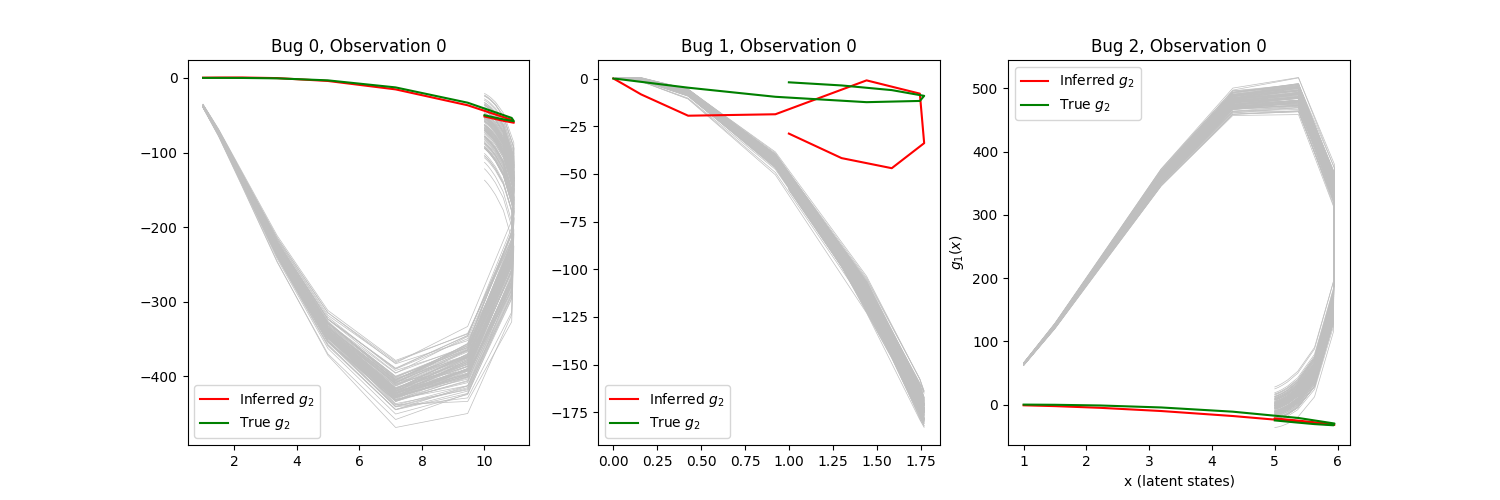 Bug 0, Observation 0
0
−100
−200
−300
−400
Inferred g₂
True g₂
2 4 6 8 10
Bug 1, Observation 0
0
−25
−50
−75
−100
−125
−150
−175
Inferred g₂
True g₂
0.00 0.25 0.50 0.75 1.00 1.25 1.50 1.75
Bug 2, Observation 0
Inferred g₂
True g₂
500
400
300
200
100
0
g₁(x)
1 2 3 4 5 6
x (latent states)